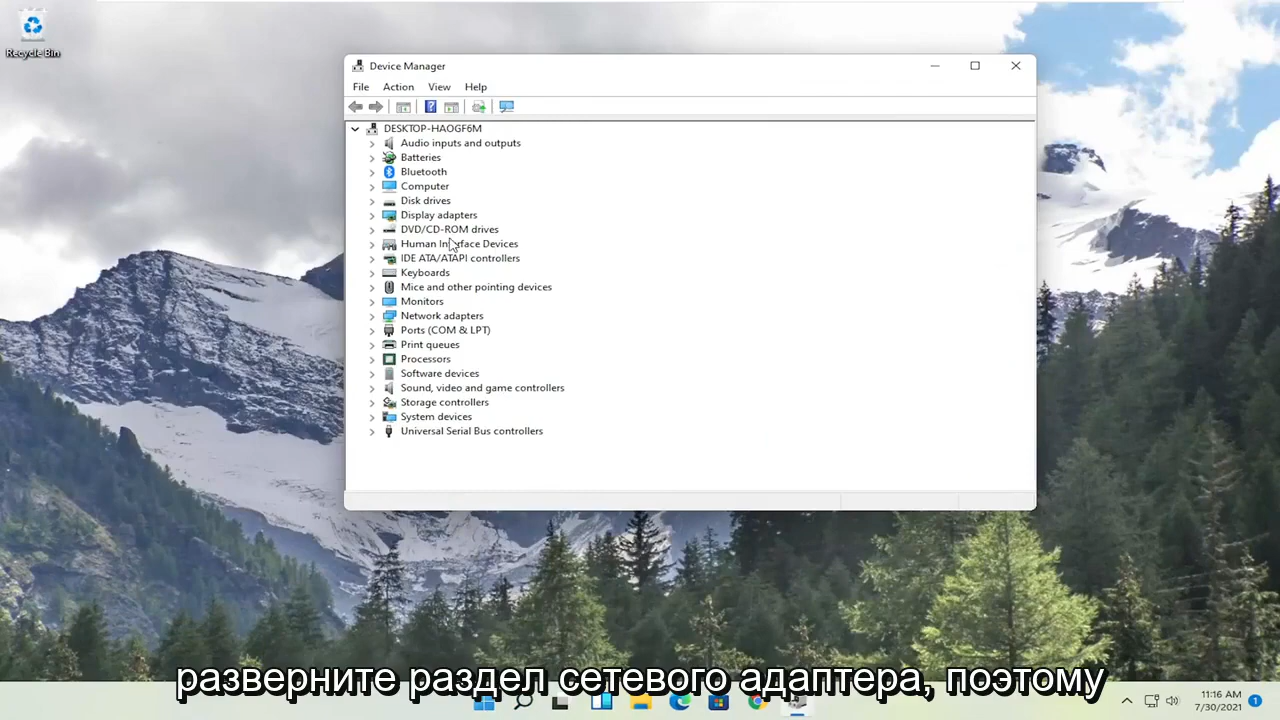 Recycle Bin
Device Manager
File Action View Help
DESKTOP-HAOGF6M
Audio inputs and outputs
Batteries
Bluetooth
Computer
Disk drives
Display adapters
DVD/CD-ROM drives
Human Interface Devices
IDE ATA/ATAPI controllers
Keyboards
Mice and other pointing devices
Monitors
Network adapters
Ports (COM & LPT)
Print queues
Processors
Software devices
Sound, video and game controllers
Storage controllers
System devices
Universal Serial Bus controllers
разверните раздел сетевого адаптера, поэтому
11:16 AM
7/30/2021
1